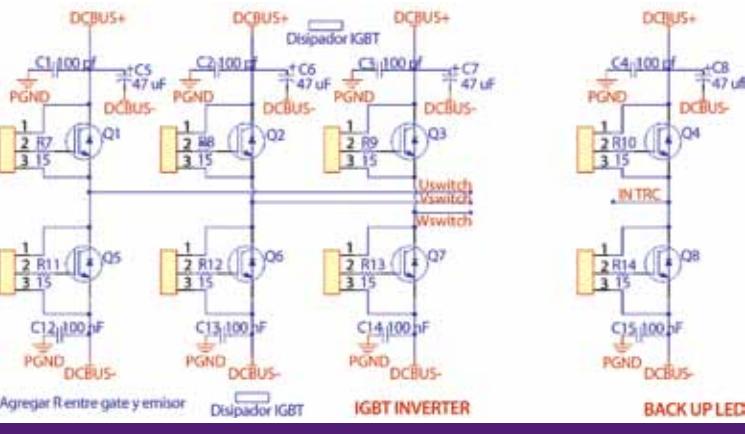 DCBUS+ DCBUS+ DCBUS+ DCBUS+
Disipador IGBT
C1 100 pf C2 100 pf C3 100 pf C4 100 pf
+C5 +C6 +C7 +C8
47 uF 47 uF 47 uF 47 uF
PGND PGND PGND PGND
DCBUS- DCBUS- DCBUS- DCBUS-
1 1 1 1
Q1 Q2 Q3 Q4
2 R7 2 2 R9 2 R10
3 15 3 15 3 15 3 15
Uswitch
Vswitch
IN TRC
Wswitch
1 1 1 1
Q5 Q6 Q7 Q8
2 R11 2 R12 2 R13 2 R14
3 15 3 15 3 15 3 15
C12 100 nF C13 100 nF C14 100 nF C15 100 nF
PGND PGND PGND PGND
DCBUS- DCBUS- DCBUS- DCBUS-
Agregar R entre gate y emisor
Disipador IGBT
IGBT INVERTER
BACK UP LED